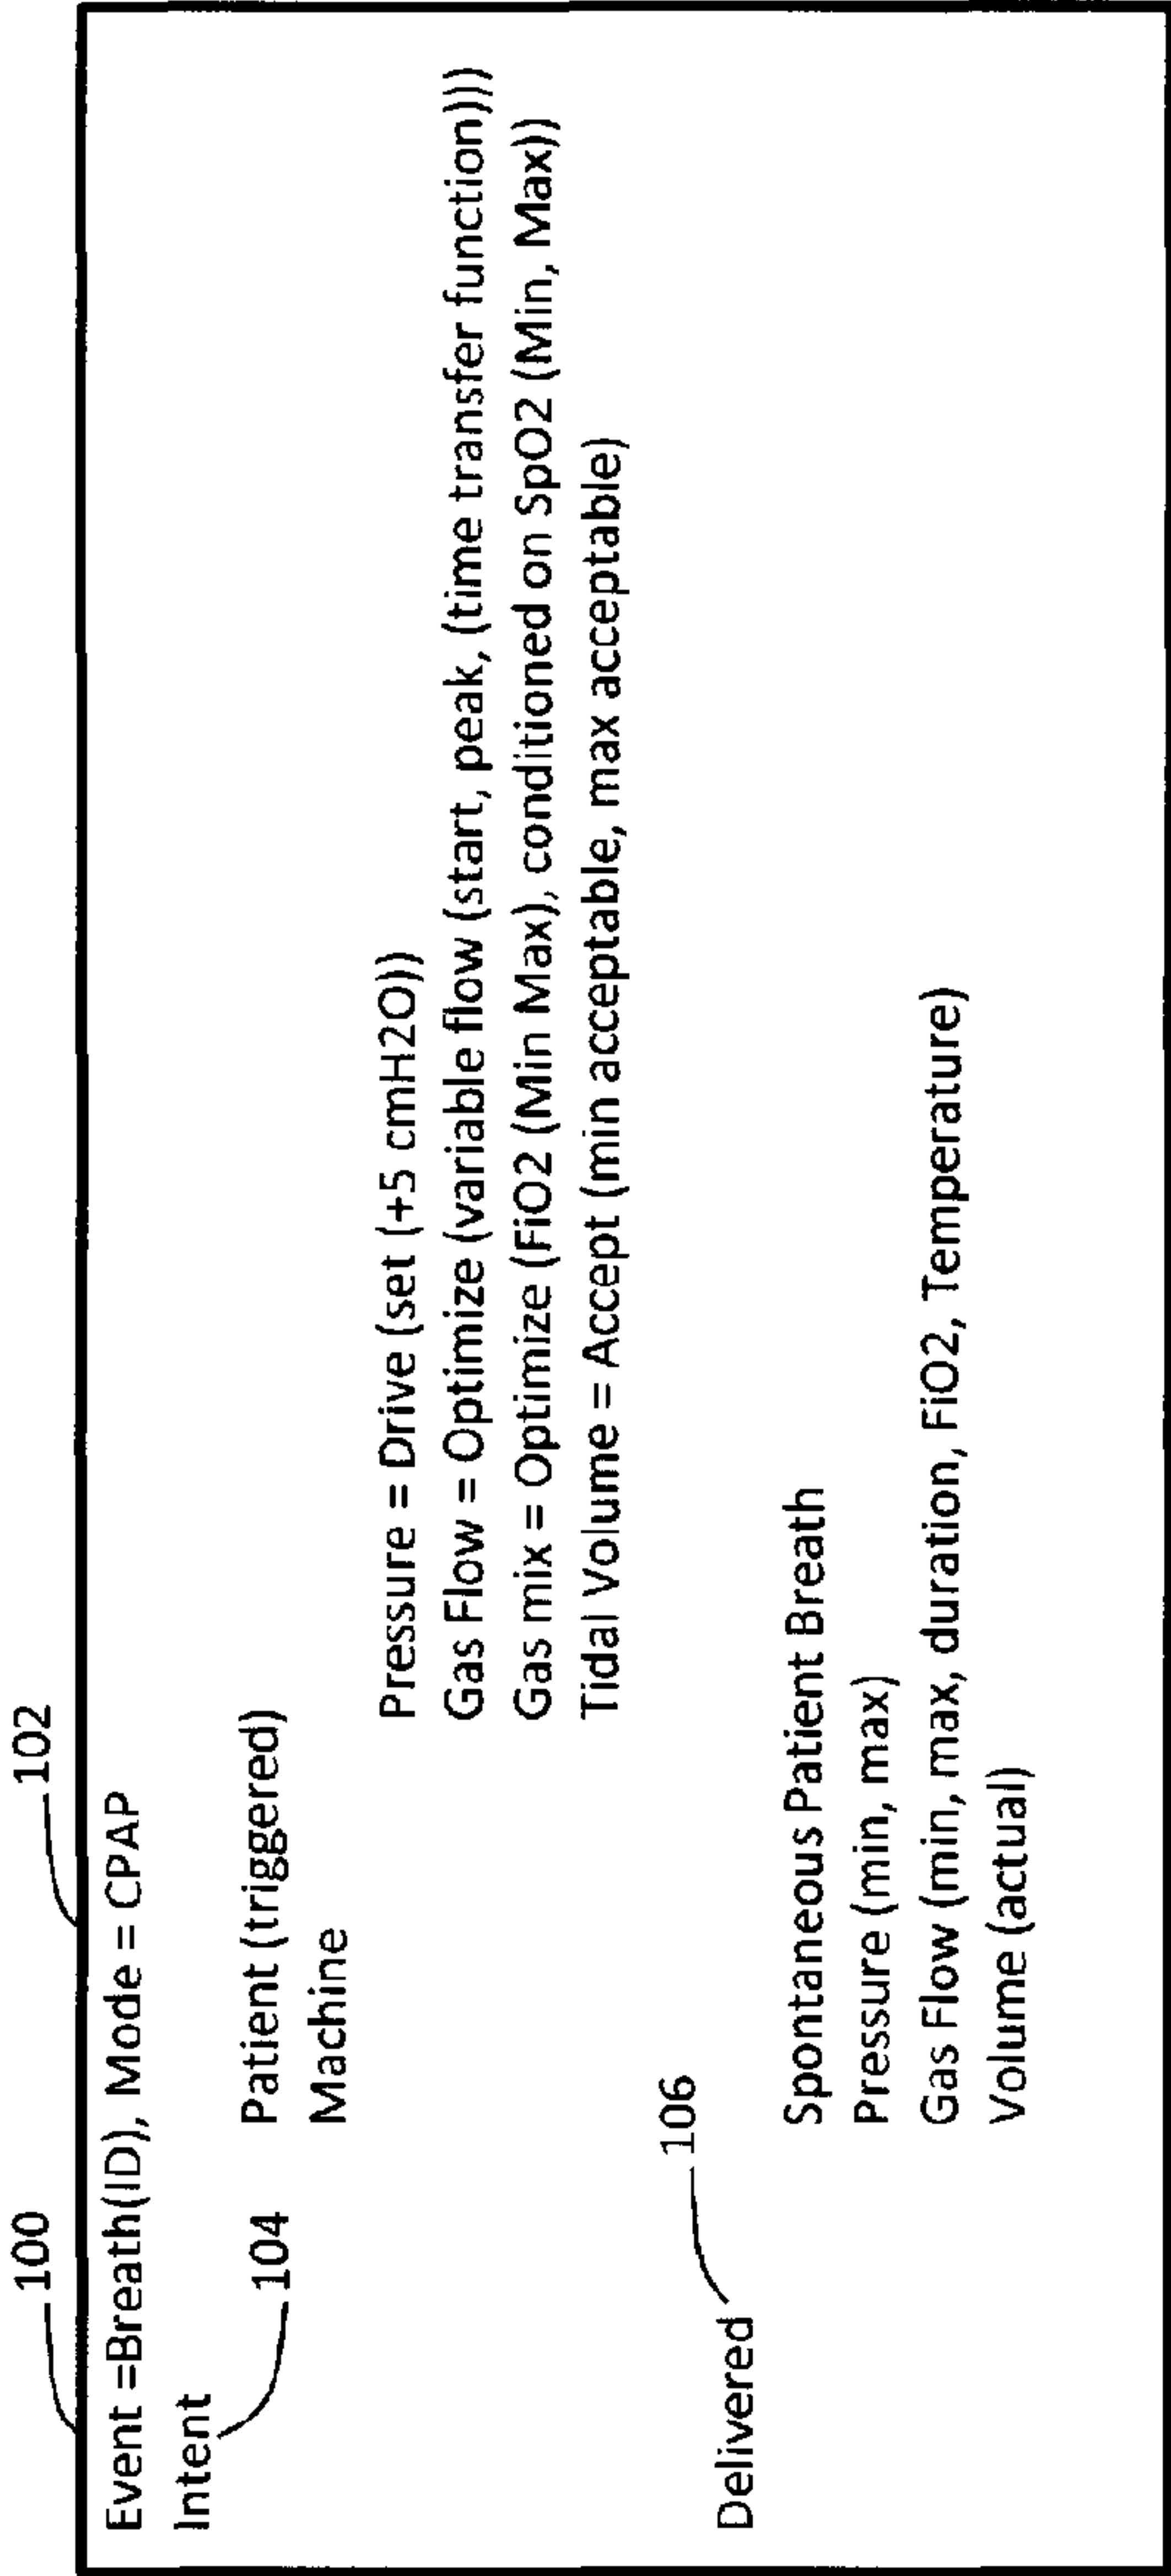 100 102
Event =Breath(ID), Mode = CPAP
Intent
104 Patient (triggered)
Machine
Pressure = Drive (set (+5 cmH2O))
Gas Flow = Optimize (variable flow (start, peak, (time transfer function)))
Gas mix = Optimize (FiO2 (Min Max), conditioned on SpO2 (Min, Max))
Tidal Volume = Accept (min acceptable, max acceptable)
106
Delivered
Spontaneous Patient Breath
Pressure (min, max)
Gas Flow (min, max, duration, FiO2, Temperature)
Volume (actual)